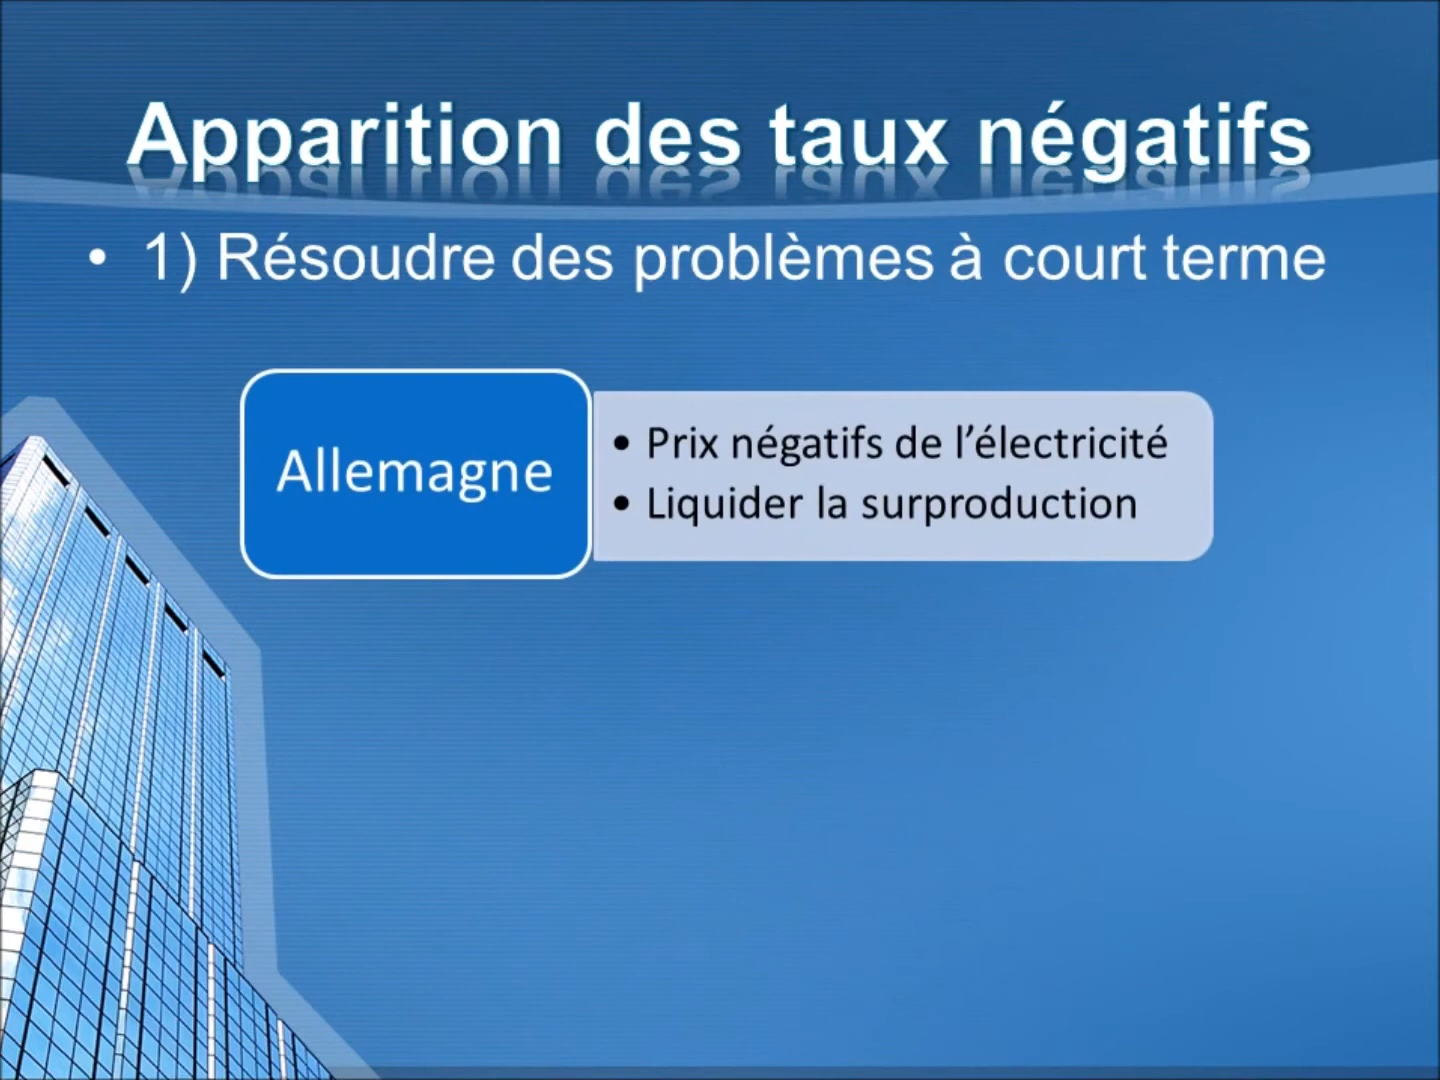 Apparition des taux négatifs
• 1) Résoudre des problèmes à court terme
Allemagne
• Prix négatifs de l’électricité
• Liquider la surproduction